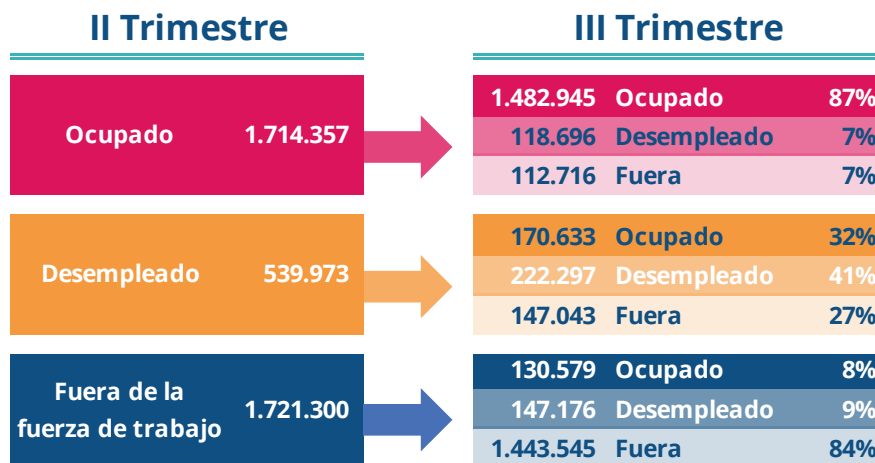 II Trimestre
III Trimestre
Ocupado 1.714.357
1.482.945 Ocupado 87%
118.696 Desempleado 7%
112.716 Fuera 7%
Desempleado 539.973
170.633 Ocupado 32%
222.297 Desempleado 41%
147.043 Fuera 27%
Fuera de la
fuerza de trabajo 1.721.300
130.579 Ocupado 8%
147.176 Desempleado 9%
1.443.545 Fuera 84%